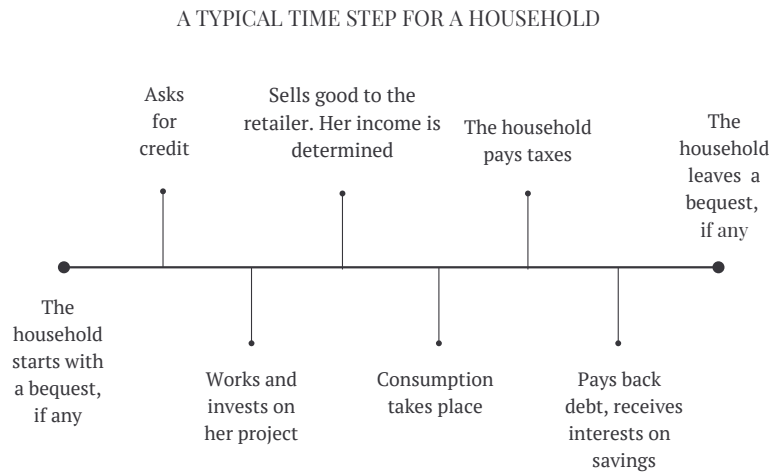 A TYPICAL TIME STEP FOR A HOUSEHOLD
Asks
for
credit
Sells good to the
retailer. Her income is
determined
The household
pays taxes
The
household
leaves a
bequest,
if any
The
household
starts with
a bequest,
if any
Works and
invests on
her project
Consumption
takes place
Pays back
debt, receives
interests on
savings